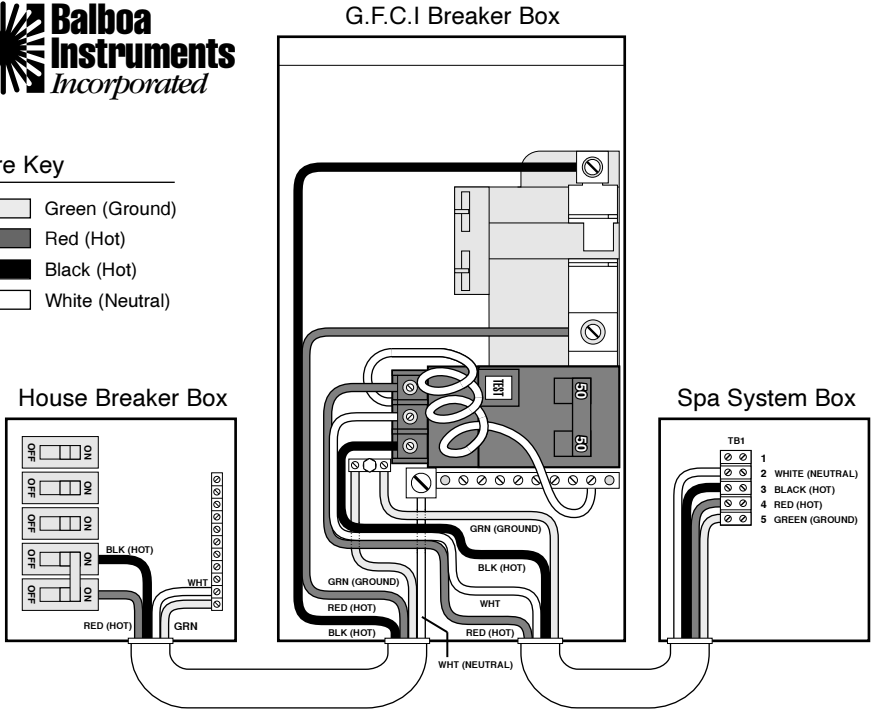 Balboa
Instruments
Incorporated
G.F.C.I Breaker Box
re Key
Green (Ground)
Red (Hot)
Black (Hot)
White (Neutral)
TEST
50
50
House Breaker Box
OFF ON
OFF ON
OFF ON
OFF ON
OFF ON
BLK (HOT)
WHT
RED (HOT)
GRN
GRN (GROUND)
BLK (HOT)
GRN (GROUND)
RED (HOT)
WHT
BLK (HOT)
RED (HOT)
WHT (NEUTRAL)
Spa System Box
TB1
1
2 WHITE (NEUTRAL)
3 BLACK (HOT)
4 RED (HOT)
5 GREEN (GROUND)